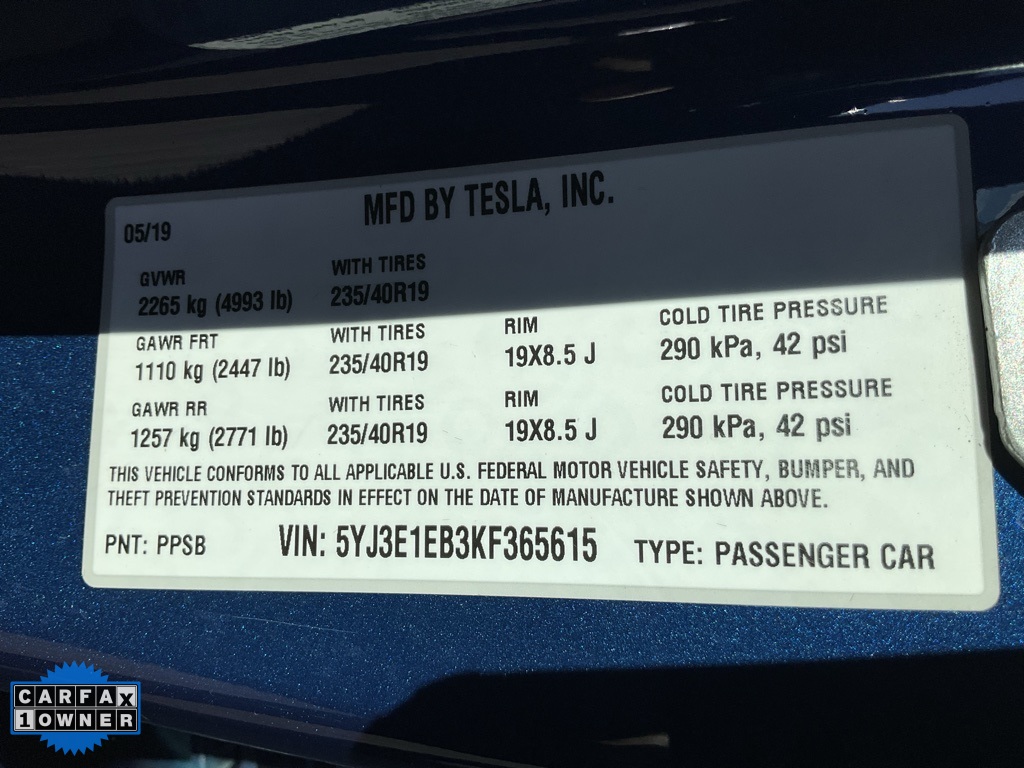 MFD BY TESLA, INC.
05/19
GVWR WITH TIRES
2265 kg (4993 lb) 235/40R19
GAWR FRT WITH TIRES RIM COLD TIRE PRESSURE
1110 kg (2447 lb) 235/40R19 19X8.5 J 290 kPa, 42 psi
GAWR RR WITH TIRES RIM COLD TIRE PRESSURE
1257 kg (2771 lb) 235/40R19 19X8.5 J 290 kPa, 42 psi
THIS VEHICLE CONFORMS TO ALL APPLICABLE U.S. FEDERAL MOTOR VEHICLE SAFETY, BUMPER, AND
THEFT PREVENTION STANDARDS IN EFFECT ON THE DATE OF MANUFACTURE SHOWN ABOVE.
PNT: PPSB VIN: 5YJ3E1EB3KF365615 TYPE: PASSENGER CAR
CARFAX
1 OWNER